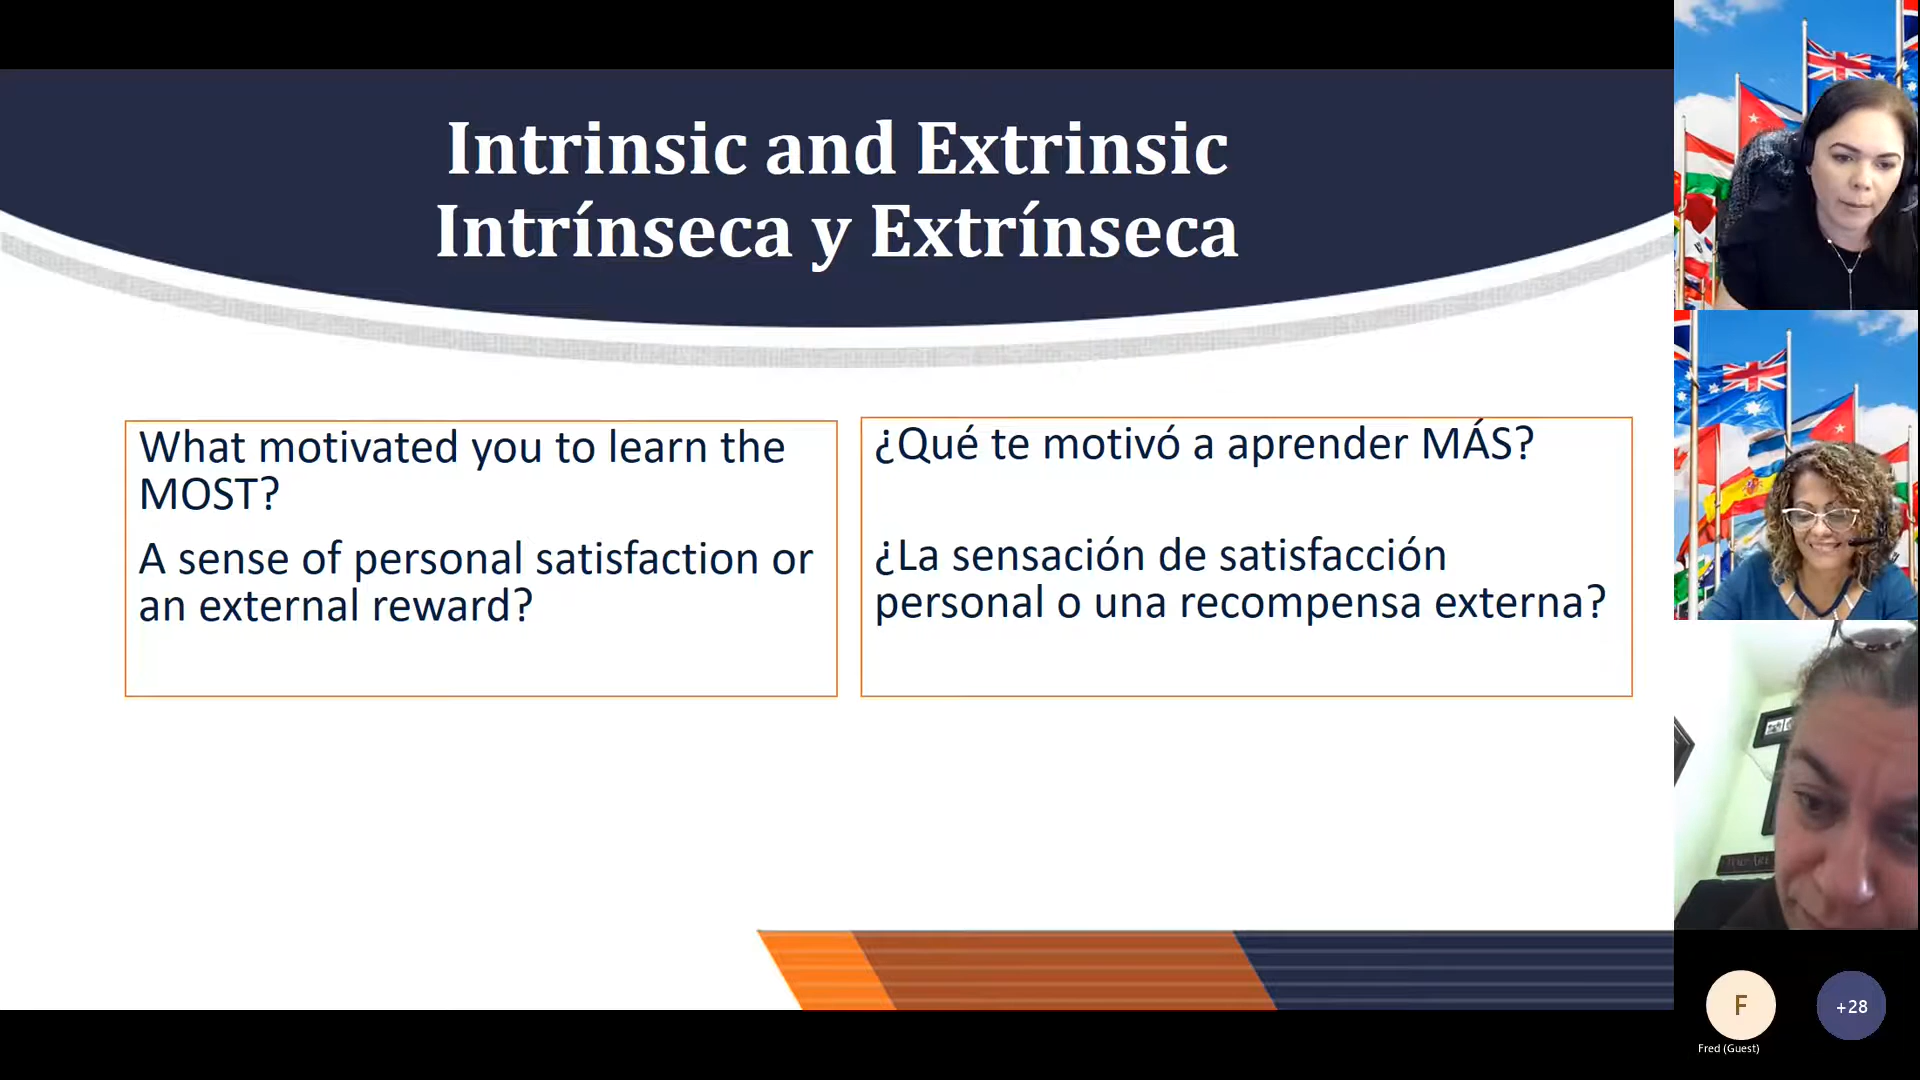 Intrinsic and Extrinsic
Intrínseca y Extrínseca
What motivated you to learn the
MOST?
A sense of personal satisfaction or
an external reward?
¿Qué te motivó a aprender MÁS?
¿La sensación de satisfacción
personal o una recompensa externa?
F
+28
Fred (Guest)